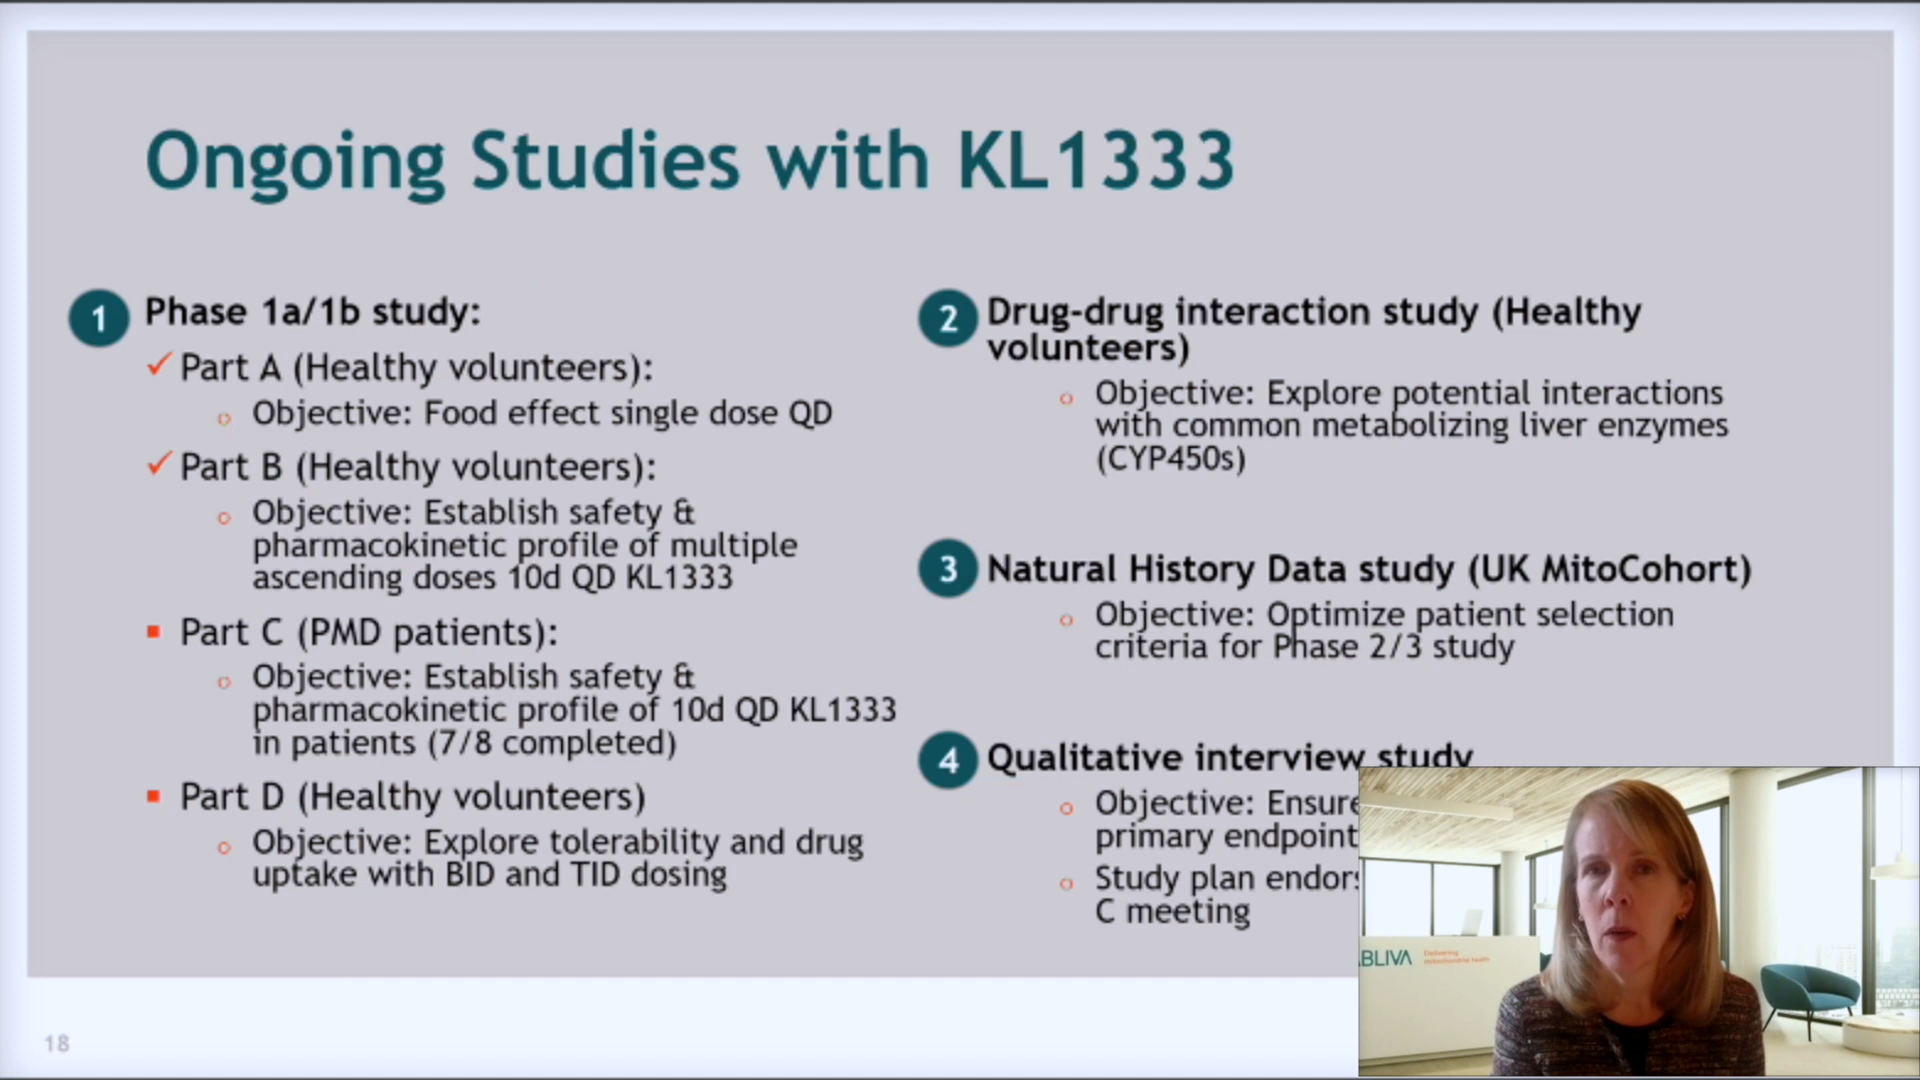 Ongoing Studies with KL1333
1 Phase 1a/1b study:
Part A (Healthy volunteers):
Objective: Food effect single dose QD
Part B (Healthy volunteers):
Objective: Establish safety &
pharmacokinetic profile of multiple
ascending doses 10d QD KL1333
Part C (PMD patients):
Objective: Establish safety &
pharmacokinetic profile of 10d QD KL1333
in patients (7/8 completed)
Part D (Healthy volunteers)
Objective: Explore tolerability and drug
uptake with BID and TID dosing
2 Drug-drug interaction study (Healthy
volunteers)
Objective: Explore potential interactions
with common metabolizing liver enzymes
(CYP450s)
3 Natural History Data study (UK MitoCohort)
Objective: Optimize patient selection
criteria for Phase 2/3 study
4 Qualitative interview study
Objective: Ensure
primary endpoint
Study plan
C meeting
Delivering
mitochondrial health
18